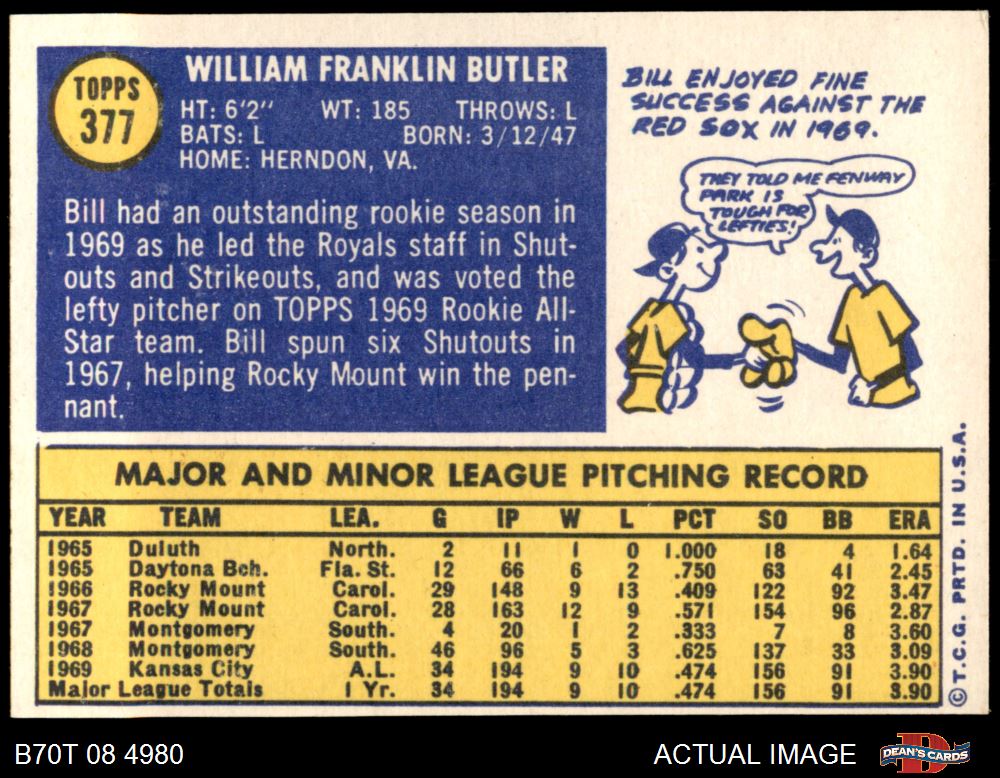 TOPPS
377
WILLIAM FRANKLIN BUTLER
HT: 6'2" WT: 185 THROWS: L
BATS: L BORN: 3/12/47
HOME: HERNDON, VA.
Bill had an outstanding rookie season in
1969 as he led the Royals staff in Shut-
outs and Strikeouts, and was voted the
lefty pitcher on TOPPS 1969 Rookie All-
Star team. Bill spun six Shutouts in
1967, helping Rocky Mount win the pen-
nant.
BILL ENJOYED FINE
SUCCESS AGAINST THE
RED SOX IN 1969.
THEY TOLD ME FENWAY
PARK IS
TOUGH FOR
LEFTIES!
MAJOR AND MINOR LEAGUE PITCHING RECORD
YEAR TEAM LEA. G IP W L PCT SO BB ERA
1965 Duluth North. 2 11 1 0 1.000 18 4 1.64
1965 Daytona Bch. Fla. St. 12 66 6 2 .750 63 41 2.45
1966 Rocky Mount Carol. 29 148 9 13 .409 122 92 3.47
1967 Rocky Mount Carol. 28 163 12 9 .571 154 96 2.87
1967 Montgomery South. 4 20 1 2 .333 7 8 3.60
1968 Montgomery South. 46 96 5 3 .625 137 33 3.09
1969 Kansas City A.L. 34 194 9 10 .474 156 91 3.90
Major League Totals 1 Yr. 34 194 9 10 .474 156 91 3.90
© T.C.G. PRTD. IN U.S.A.
B70T 08 4980
ACTUAL IMAGE
DEAN'S CARDS